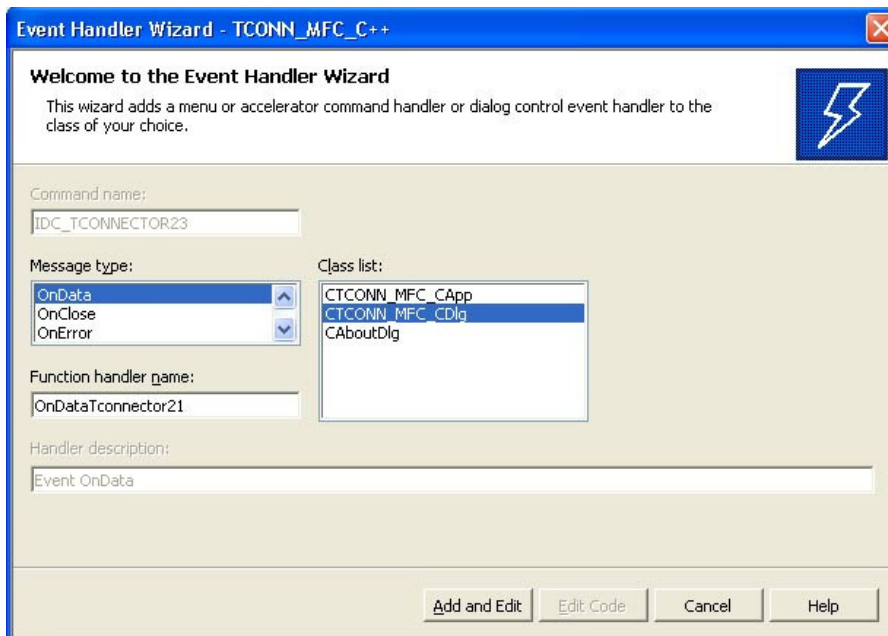 Event Handler Wizard - TCONN_MFC_C++
Welcome to the Event Handler Wizard
This wizard adds a menu or accelerator command handler or dialog control event handler to the
class of your choice.
Command name:
IDC_TCONNECTOR23
Message type:
OnData
OnClose
OnError
Class list:
CTCONN_MFC_CApp
CTCONN_MFC_CDlg
CAboutDlg
Function handler name:
OnDataTconnector21
Handler description:
Event OnData
Add and Edit
Edit Code
Cancel
Help